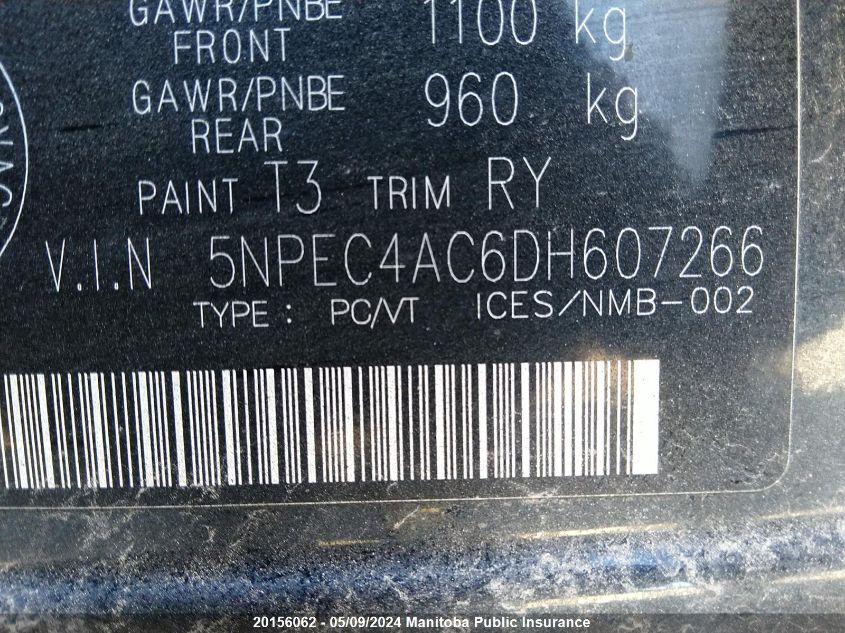 GAWR/PNBE 1100 kg
FRONT
GAWR/PNBE 960 kg
REAR
PAINT T3 TRIM RY
V.I.N 5NPEC4AC6DH607266
TYPE : PC/VT ICES/NMB-002
20156062 - 05/09/2024 Manitoba Public Insurance